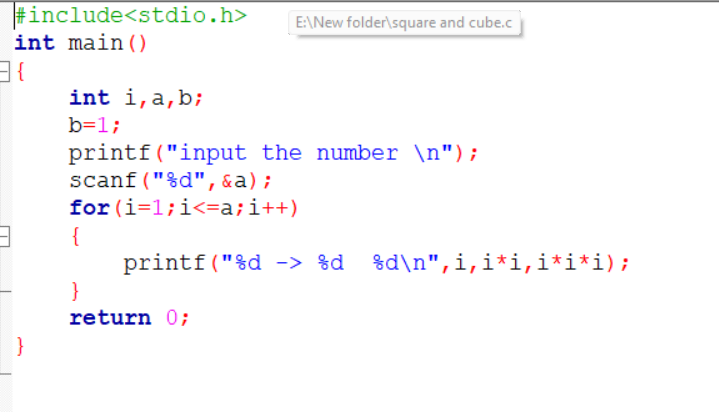 #include<stdio.h>
E:\New folder\square and cube.c
int main()
{
    int i,a,b;
    b=1;
    printf("input the number \n");
    scanf("%d",&a);
    for(i=1;i<=a;i++)
    {
        printf("%d -> %d  %d\n",i,i*i,i*i*i);
    }
    return 0;
}